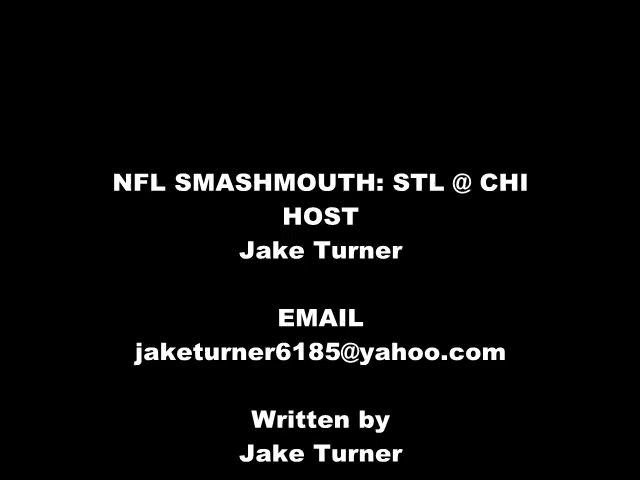 NFL SMASHMOUTH: STL @ CHI
HOST
Jake Turner
EMAIL
jaketurner6185@yahoo.com
Written by
Jake Turner